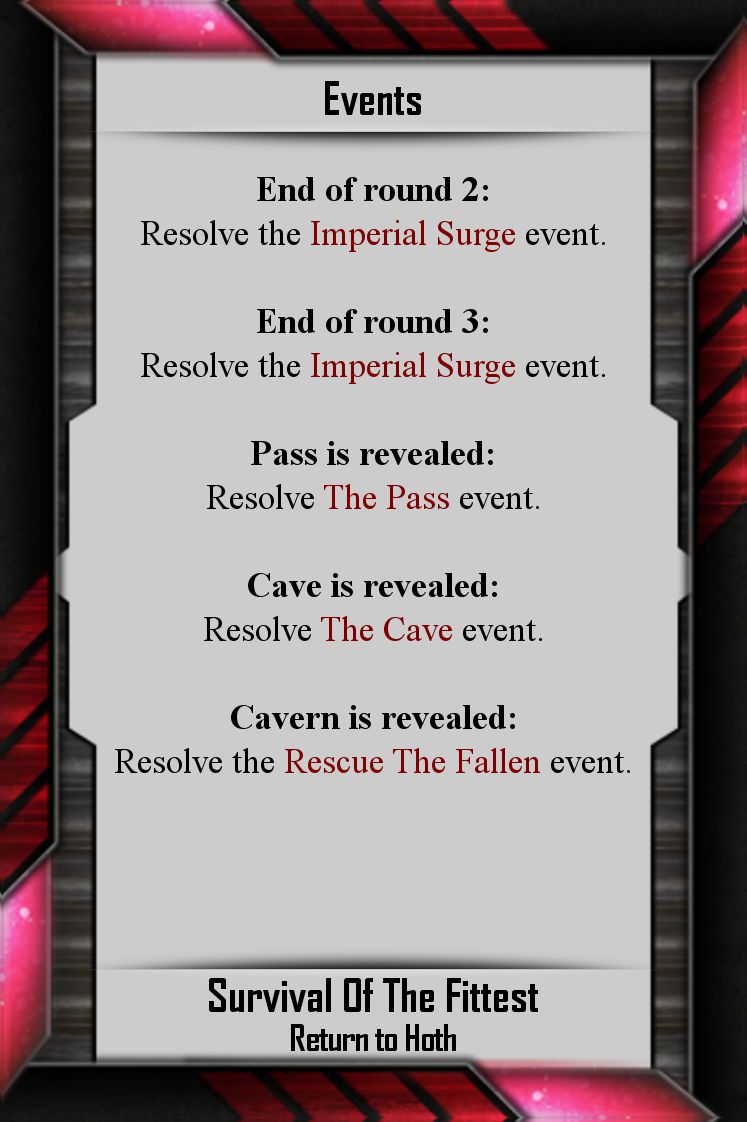 Events
End of round 2:
Resolve the Imperial Surge event.
End of round 3:
Resolve the Imperial Surge event.
Pass is revealed:
Resolve The Pass event.
Cave is revealed:
Resolve The Cave event.
Cavern is revealed:
Resolve the Rescue The Fallen event.
Survival Of The Fittest
Return to Hoth